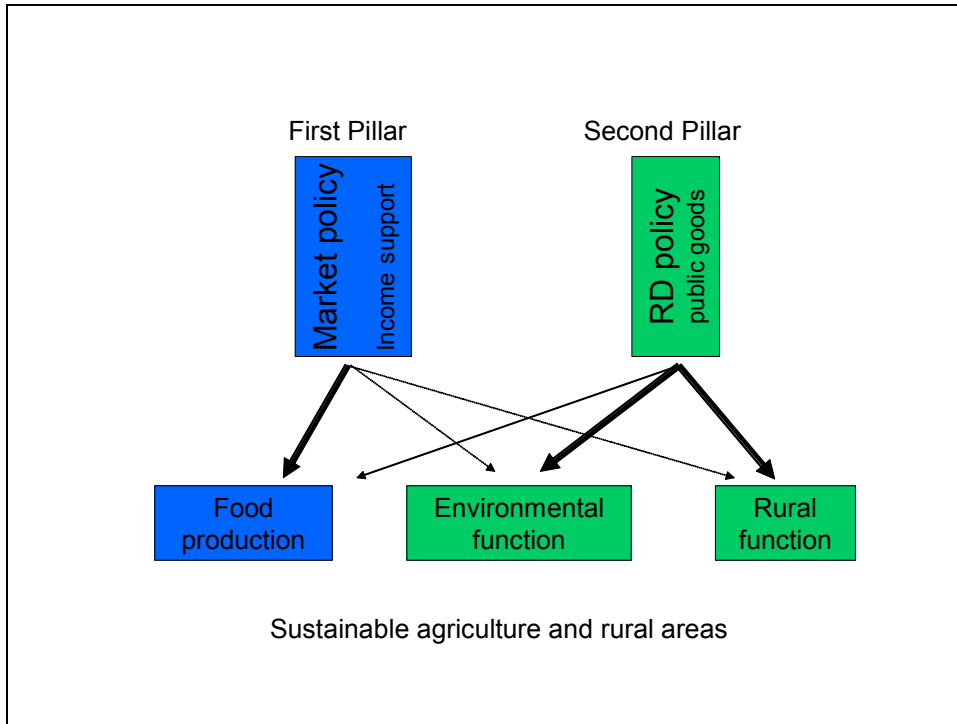 First Pillar
Second Pillar
Market policy
Income support
RD policy
public goods
Food
production
Environmental
function
Rural
function
Sustainable agriculture and rural areas